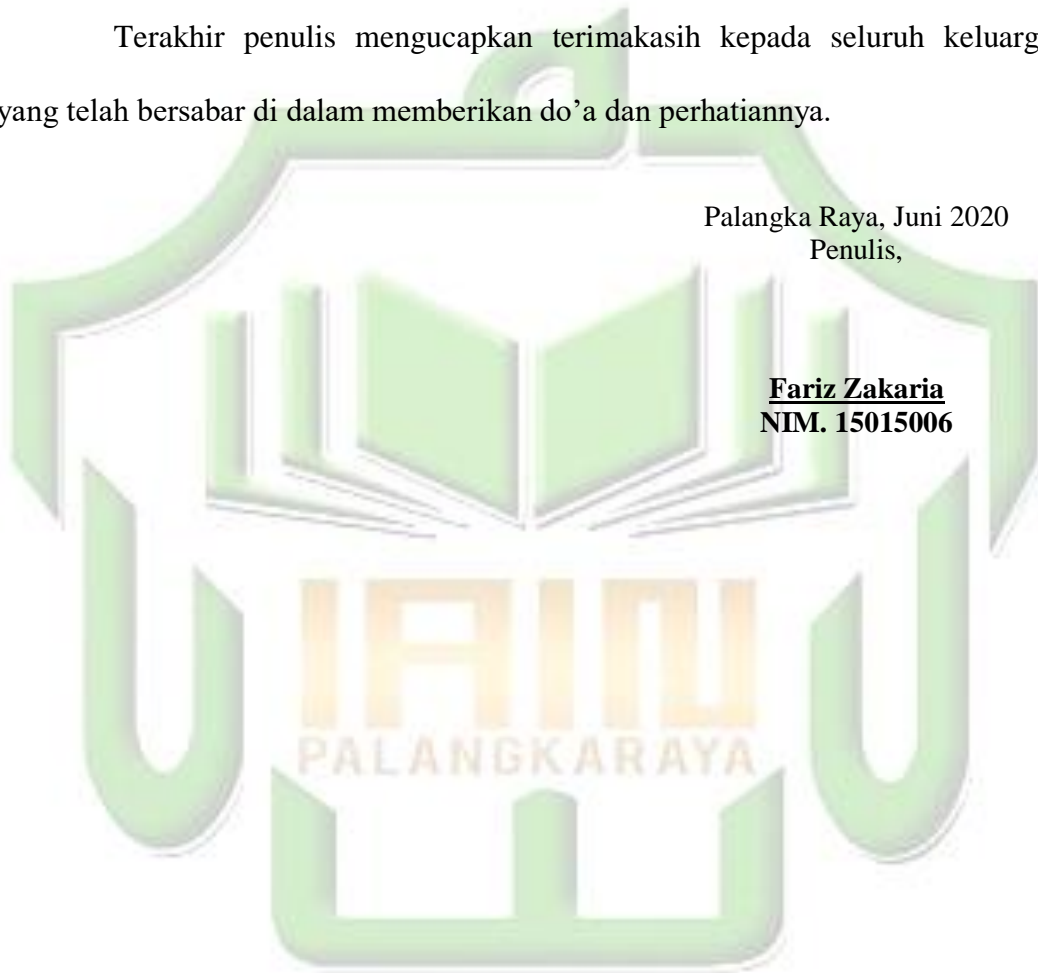 Terakhir penulis mengucapkan terimakasih kepada seluruh keluarg
yang telah bersabar di dalam memberikan do’a dan perhatiannya.
Palangka Raya, Juni 2020
Penulis,
Fariz Zakaria
NIM. 15015006
IAIN
PALANGKARAYA